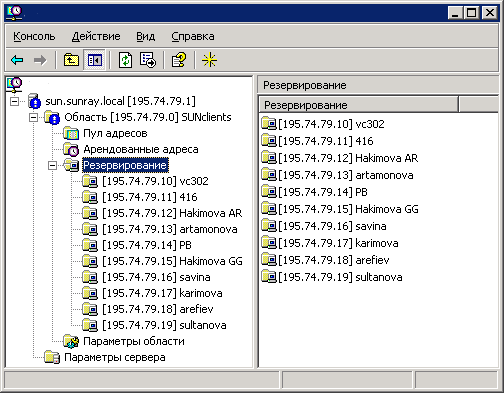 Консоль Действие Вид Справка
sun.sunray.local [195.74.79.1]
Область [195.74.79.0] SUNclients
Пул адресов
Арендованные адреса
Резервирование
[195.74.79.10] vc302
[195.74.79.11] 416
[195.74.79.12] Hakimova AR
[195.74.79.13] artamonova
[195.74.79.14] PB
[195.74.79.15] Hakimova GG
[195.74.79.16] savina
[195.74.79.17] karimova
[195.74.79.18] arefiev
[195.74.79.19] sultanova
Параметры области
Параметры сервера
Резервирование
Резервирование
[195.74.79.10] vc302
[195.74.79.11] 416
[195.74.79.12] Hakimova AR
[195.74.79.13] artamonova
[195.74.79.14] PB
[195.74.79.15] Hakimova GG
[195.74.79.16] savina
[195.74.79.17] karimova
[195.74.79.18] arefiev
[195.74.79.19] sultanova